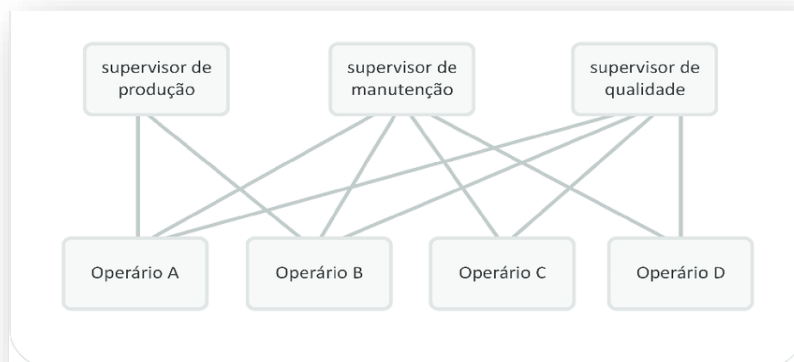 supervisor de
produção
supervisor de
manutenção
supervisor de
qualidade
Operário A
Operário B
Operário C
Operário D